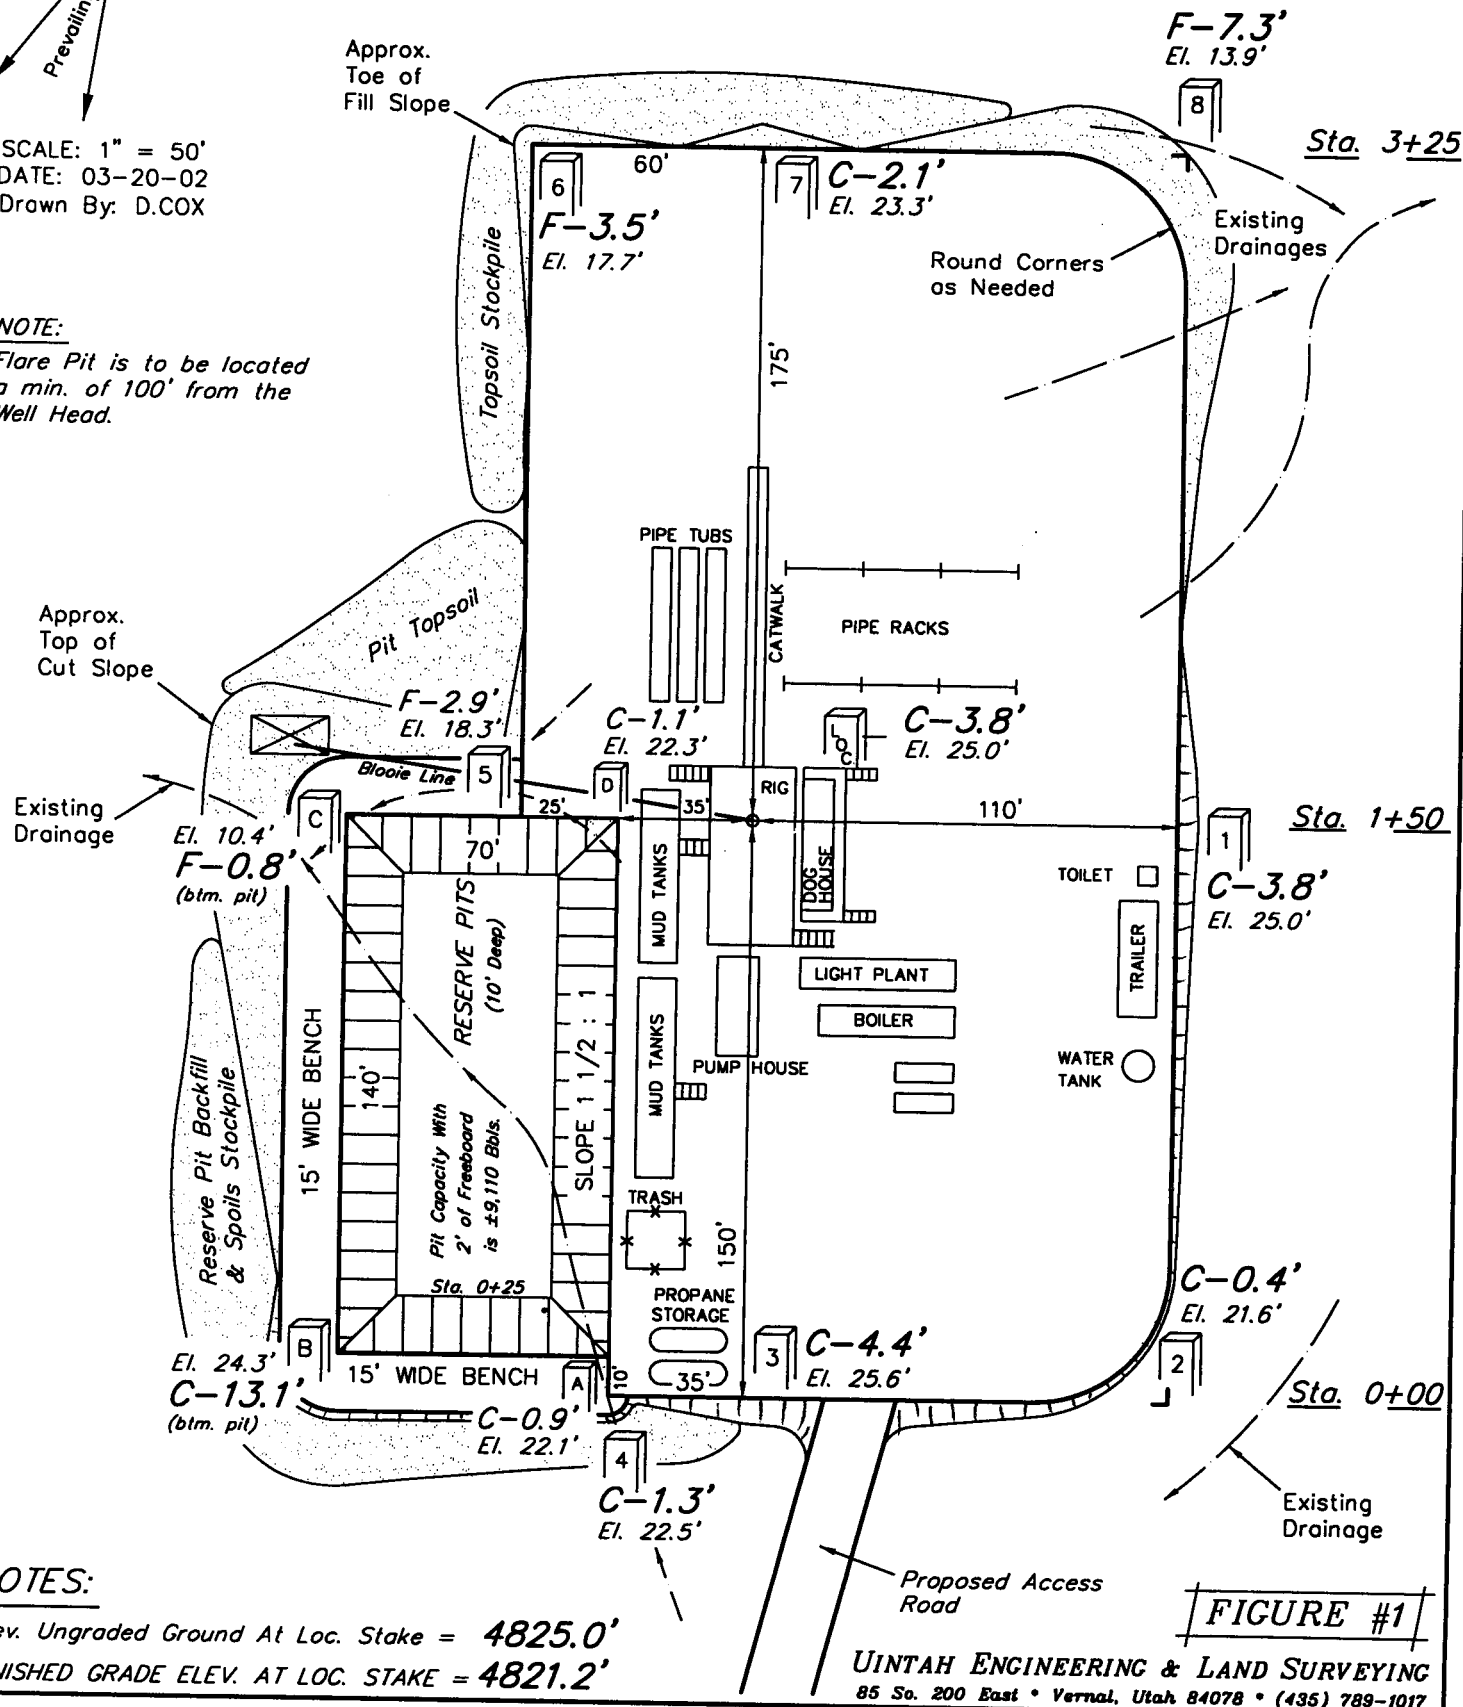 Prevailin
SCALE: 1" = 50'
DATE: 03-20-02
Drawn By: D.COX
NOTE:
Flare Pit is to be located
a min. of 100' from the
Well Head.
Approx.
Toe of
Fill Slope
F-7.3'
El. 13.9'
8
Sta. 3+25
6
F-3.5'
El. 17.7'
60'
7
C-2.1'
El. 23.3'
Existing
Drainages
Round Corners
as Needed
Topsoil Stockpile
175'
PIPE TUBS
CATWALK
PIPE RACKS
Pit Topsoil
Approx.
Top of
Cut Slope
F-2.9'
El. 18.3'
5
C-1.1'
El. 22.3'
D
LOC.
C-3.8'
El. 25.0'
Blooie Line
RIG
25'
35'
110'
Existing
Drainage
C
El. 10.4'
F-0.8'
(btm. pit)
70'
1
Sta. 1+50
C-3.8'
El. 25.0'
DOG
HOUSE
TOILET
TRAILER
MUD TANKS
RESERVE PITS
(10' Deep)
LIGHT PLANT
BOILER
PUMP HOUSE
WATER
TANK
MUD TANKS
SLOPE 1 1/2 : 1
140'
15' WIDE BENCH
Reserve Pit Backfill
& Spoils Stockpile
Pit Capacity With
2' of Freeboard
is ±9,110 Bbls.
Sta. 0+25
TRASH
150'
PROPANE
STORAGE
35'
10'
C-0.4'
El. 21.6'
2
Sta. 0+00
3
C-4.4'
El. 25.6'
B
El. 24.3'
C-13.1'
(btm. pit)
15' WIDE BENCH
A
C-0.9'
El. 22.1'
4
C-1.3'
El. 22.5'
Existing
Drainage
Proposed Access
Road
OTES:
ev. Ungraded Ground At Loc. Stake = 4825.0'
NISHED GRADE ELEV. AT LOC. STAKE = 4821.2'
FIGURE #1
UINTAH ENGINEERING & LAND SURVEYING
85 So. 200 East * Vernal, Utah 84078 * (435) 789-1017